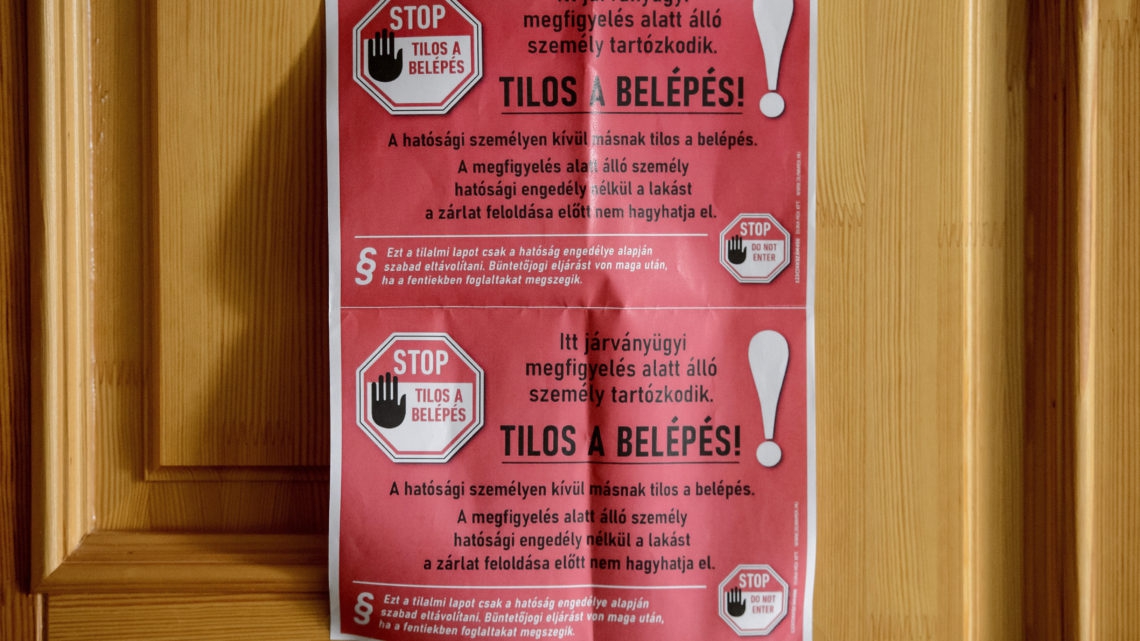 STOP
TILOS A
BELÉPÉS
Itt járványügyi
megfigyelés alatt álló
személy tartózkodik.
TILOS A BELÉPÉS!
A hatósági személyen kívül másnak tilos a belépés.
A megfigyelés alatt álló személy
hatósági engedély nélkül a lakást
a zárlat feloldása előtt nem hagyhatja el.
STOP
DO NOT
ENTER
§
Ezt a tilalmi lapot csak a hatóság engedélye alapján
szabad eltávolítani. Büntetőjogi eljárást von maga után,
ha a fentiekben foglaltakat megszegik.
STOP
TILOS A
BELÉPÉS
Itt járványügyi
megfigyelés alatt álló
személy tartózkodik.
TILOS A BELÉPÉS!
A hatósági személyen kívül másnak tilos a belépés.
A megfigyelés alatt álló személy
hatósági engedély nélkül a lakást
a zárlat feloldása előtt nem hagyhatja el.
STOP
DO NOT
ENTER
§
Ezt a tilalmi lapot csak a hatóság engedélye alapján
szabad eltávolítani. Büntetőjogi eljárást von maga után,
ha a fentiekben foglaltakat megszegik.